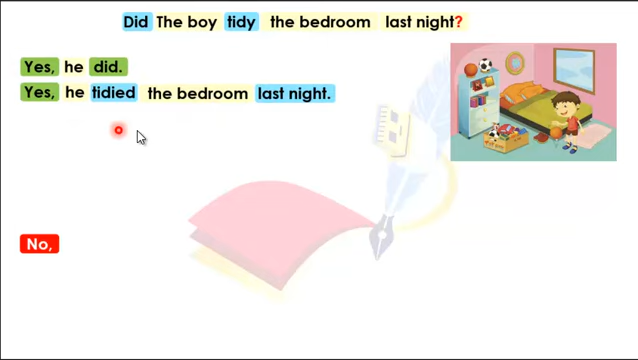 Did The boy tidy the bedroom last night?
Yes, he did.
Yes, he tidied the bedroom last night.
No,